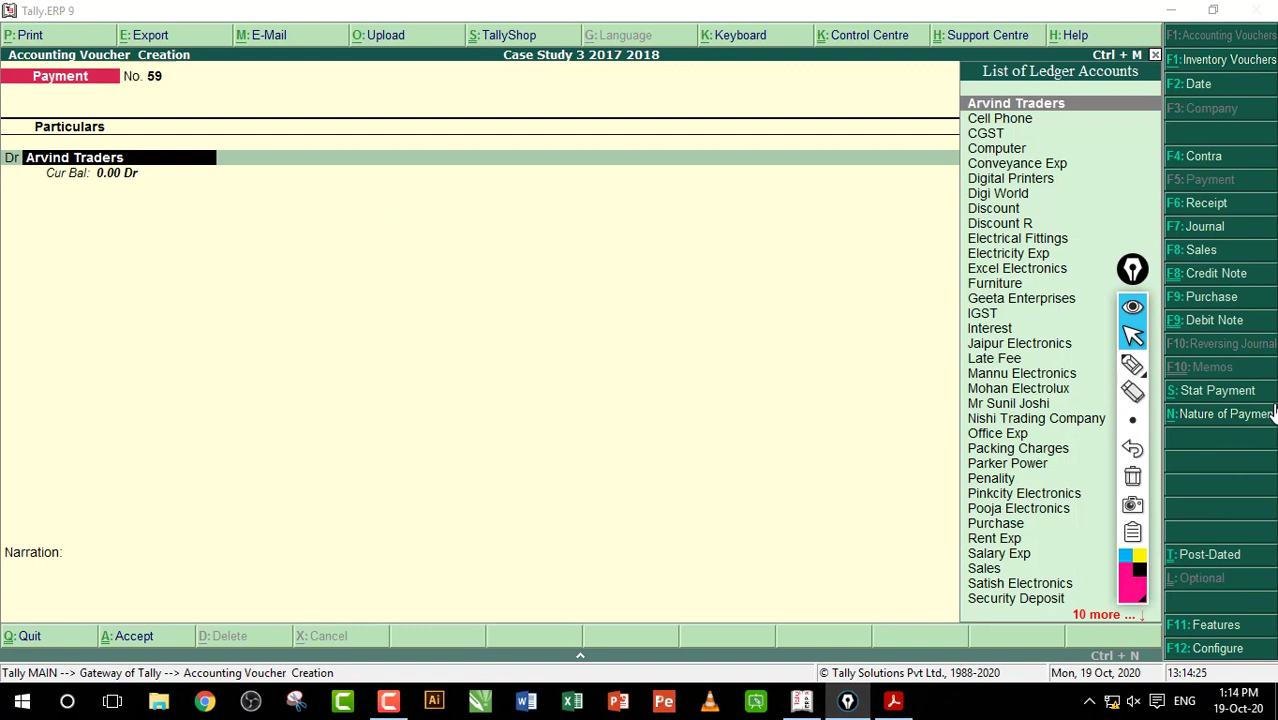 Tally.ERP 9
P: Print
E: Export
M: E-Mail
O: Upload
S: TallyShop
G: Language
K: Keyboard
K: Control Centre
H: Support Centre
H: Help
F1: Accounting Vouchers
Accounting Voucher Creation
Case Study 3 2017 2018
Ctrl + M
F1: Inventory Vouchers
Payment
No. 59
List of Ledger Accounts
F2: Date
F3: Company
Particulars
Dr Arvind Traders
Cur Bal: 0.00 Dr
Arvind Traders
Cell Phone
CGST
Computer
Conveyance Exp
Digital Printers
Digi World
Discount
Discount R
Electrical Fittings
Electricity Exp
Excel Electronics
Furniture
Geeta Enterprises
IGST
Interest
Jaipur Electronics
Late Fee
Mannu Electronics
Mohan Electrolux
Mr Sunil Joshi
Nishi Trading Company
Office Exp
Packing Charges
Parker Power
Penality
Pinkcity Electronics
Pooja Electronics
Purchase
Rent Exp
Salary Exp
Sales
Satish Electronics
Security Deposit
10 more ... ↓
F4: Contra
F5: Payment
F6: Receipt
F7: Journal
F8: Sales
F8: Credit Note
F9: Purchase
F9: Debit Note
F10: Reversing Journal
F10: Memos
S: Stat Payment
N: Nature of Paymen
T: Post-Dated
L: Optional
F11: Features
F12: Configure
Narration:
Q: Quit
A: Accept
D: Delete
X: Cancel
Ctrl + N
Tally MAIN --> Gateway of Tally --> Accounting Voucher Creation
© Tally Solutions Pvt Ltd., 1988-2020
Mon, 19 Oct, 2020
13:14:25
Ai
Pe
ENG
1:14 PM
19-Oct-20